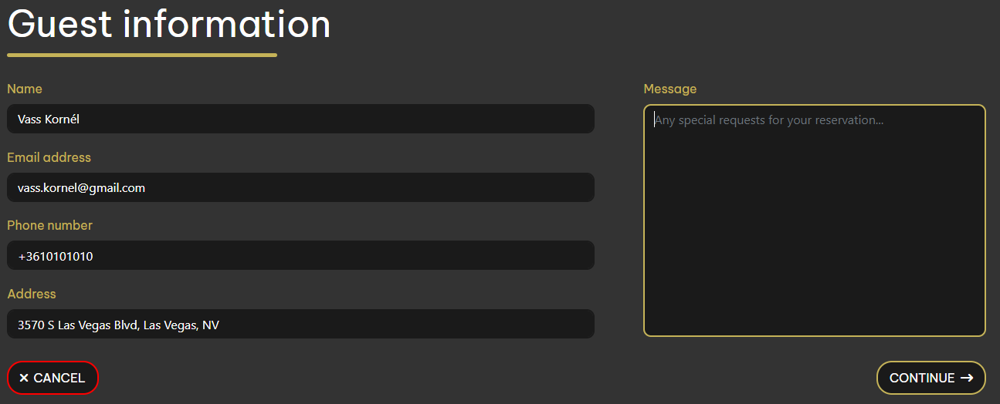 Guest information
Name
Vass Kornél
Email address
vass.kornel@gmail.com
Phone number
+3610101010
Address
3570 S Las Vegas Blvd, Las Vegas, NV
Message
Any special requests for your reservation...
✕ CANCEL
CONTINUE →